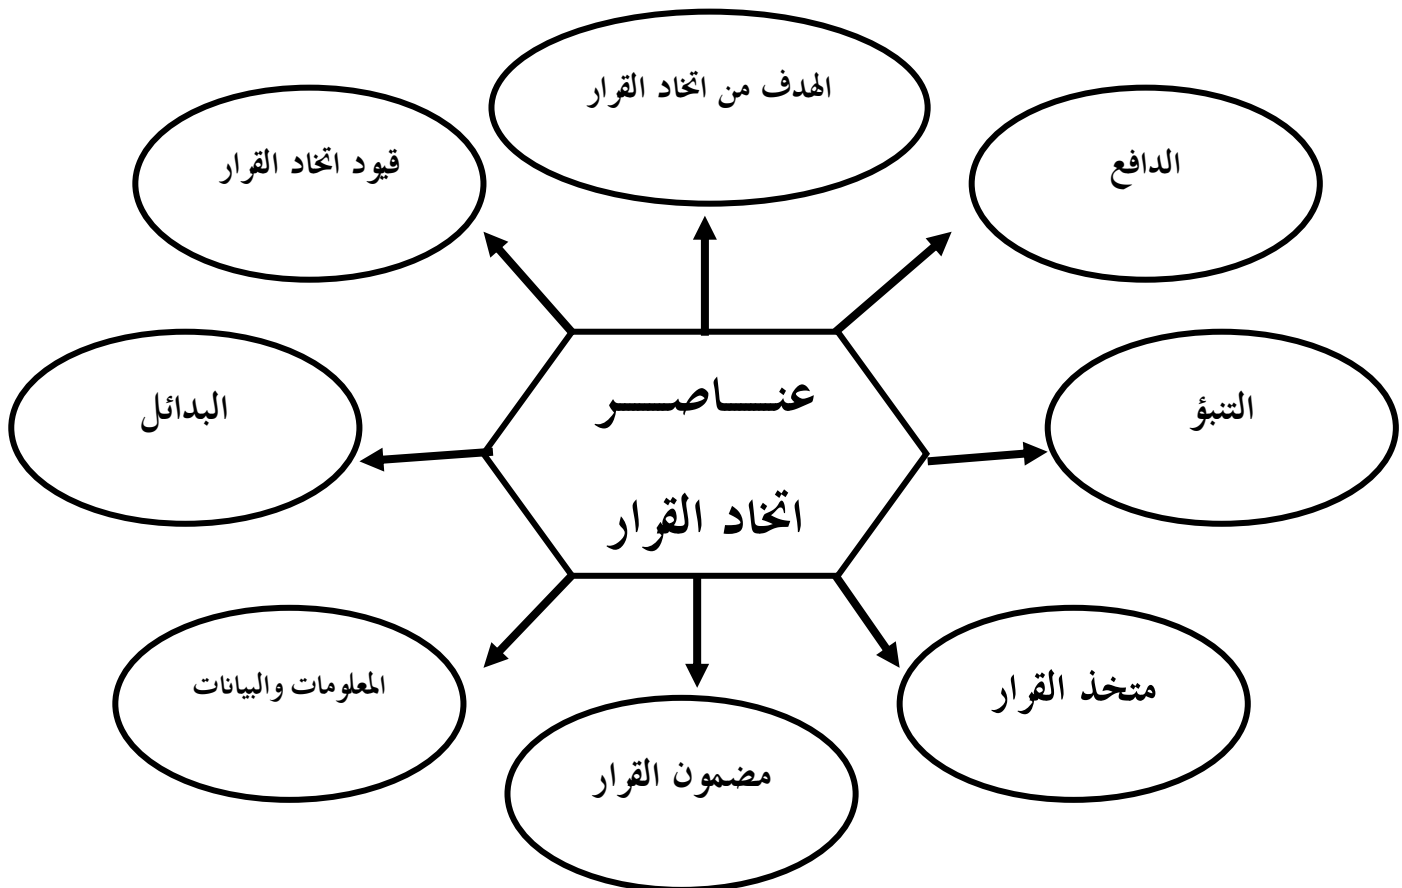 الهدف من اتخاد القرار
قيود اتخاد القرار
الدافع
عنـــاصـــر
اتخاد القرار
البدائل
التنبؤ
المعلومات والبيانات
متخذ القرار
مضمون القرار